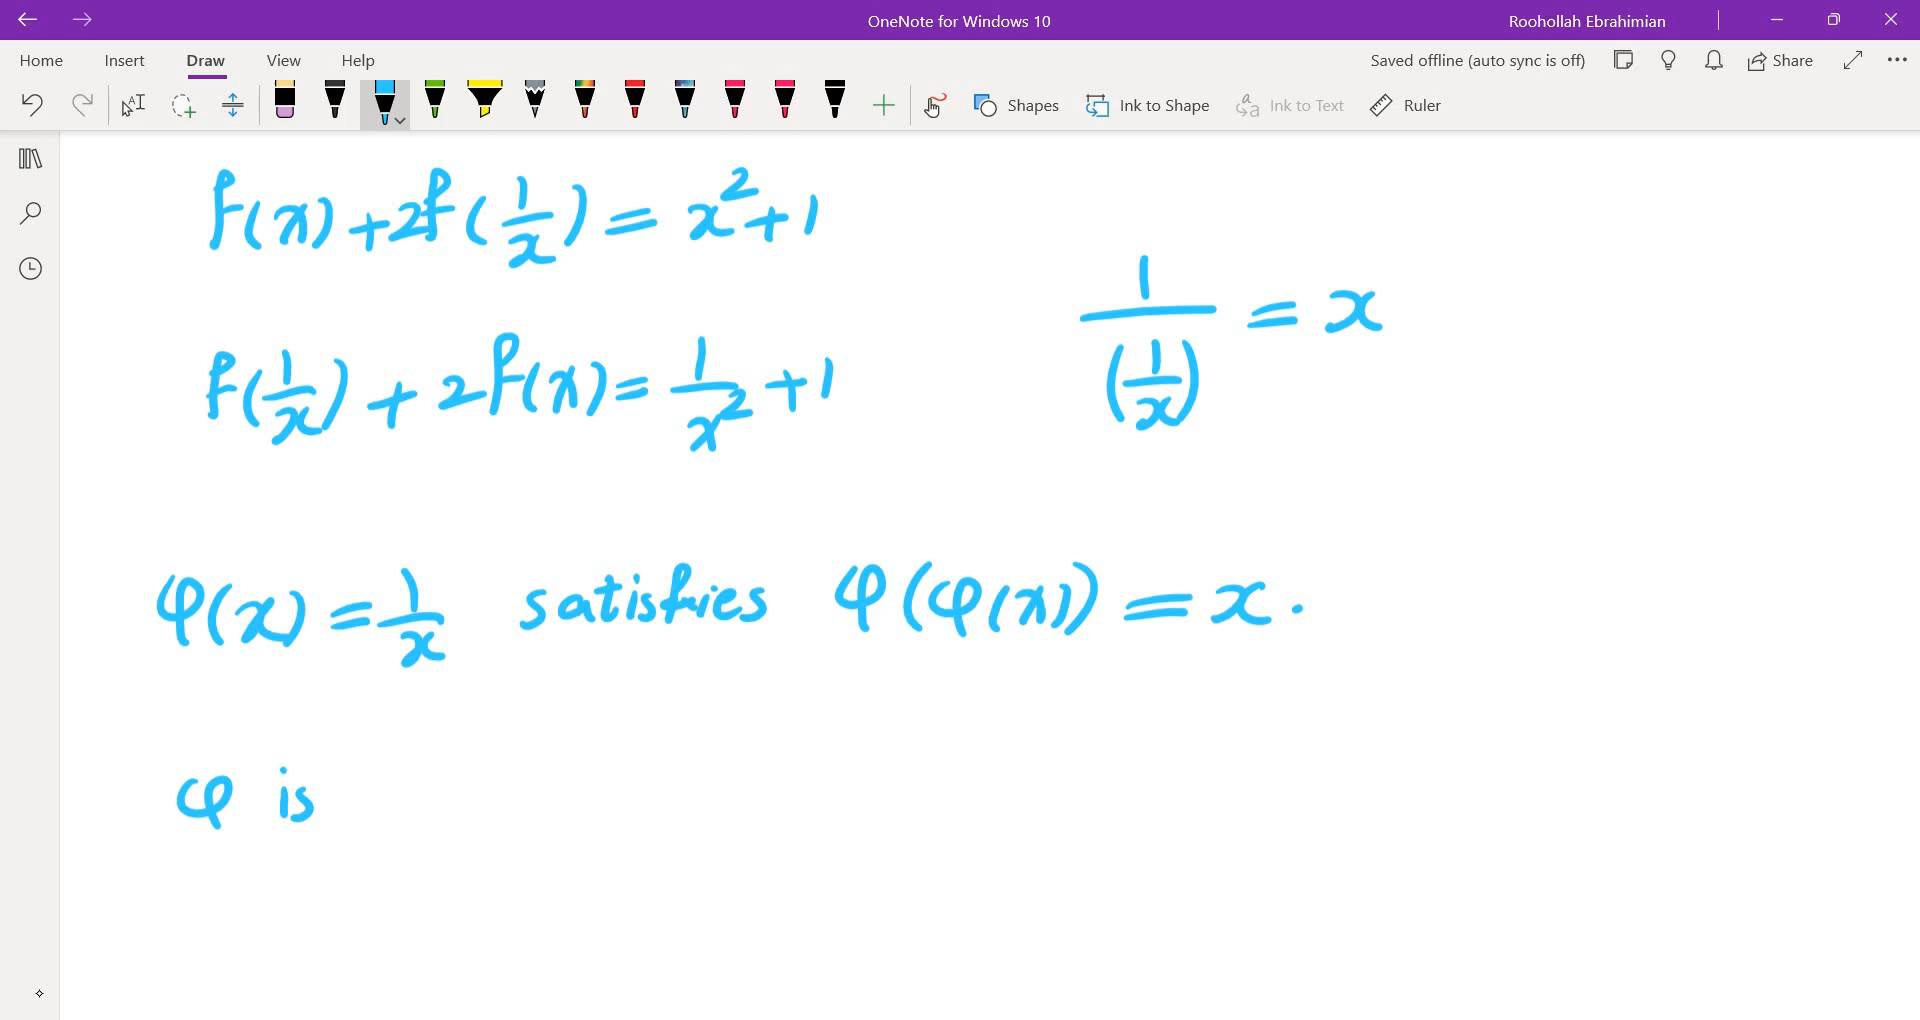 OneNote for Windows 10
Roohollah Ebrahimian
Home Insert Draw View Help
Saved offline (auto sync is off) Share
Shapes Ink to Shape Ink to Text Ruler
f(x) + 2f(1/x) = x² + 1
1/(1/x) = x
f(1/x) + 2f(x) = 1/x² + 1
φ(x) = 1/x satisfies φ(φ(x)) = x.
φ is